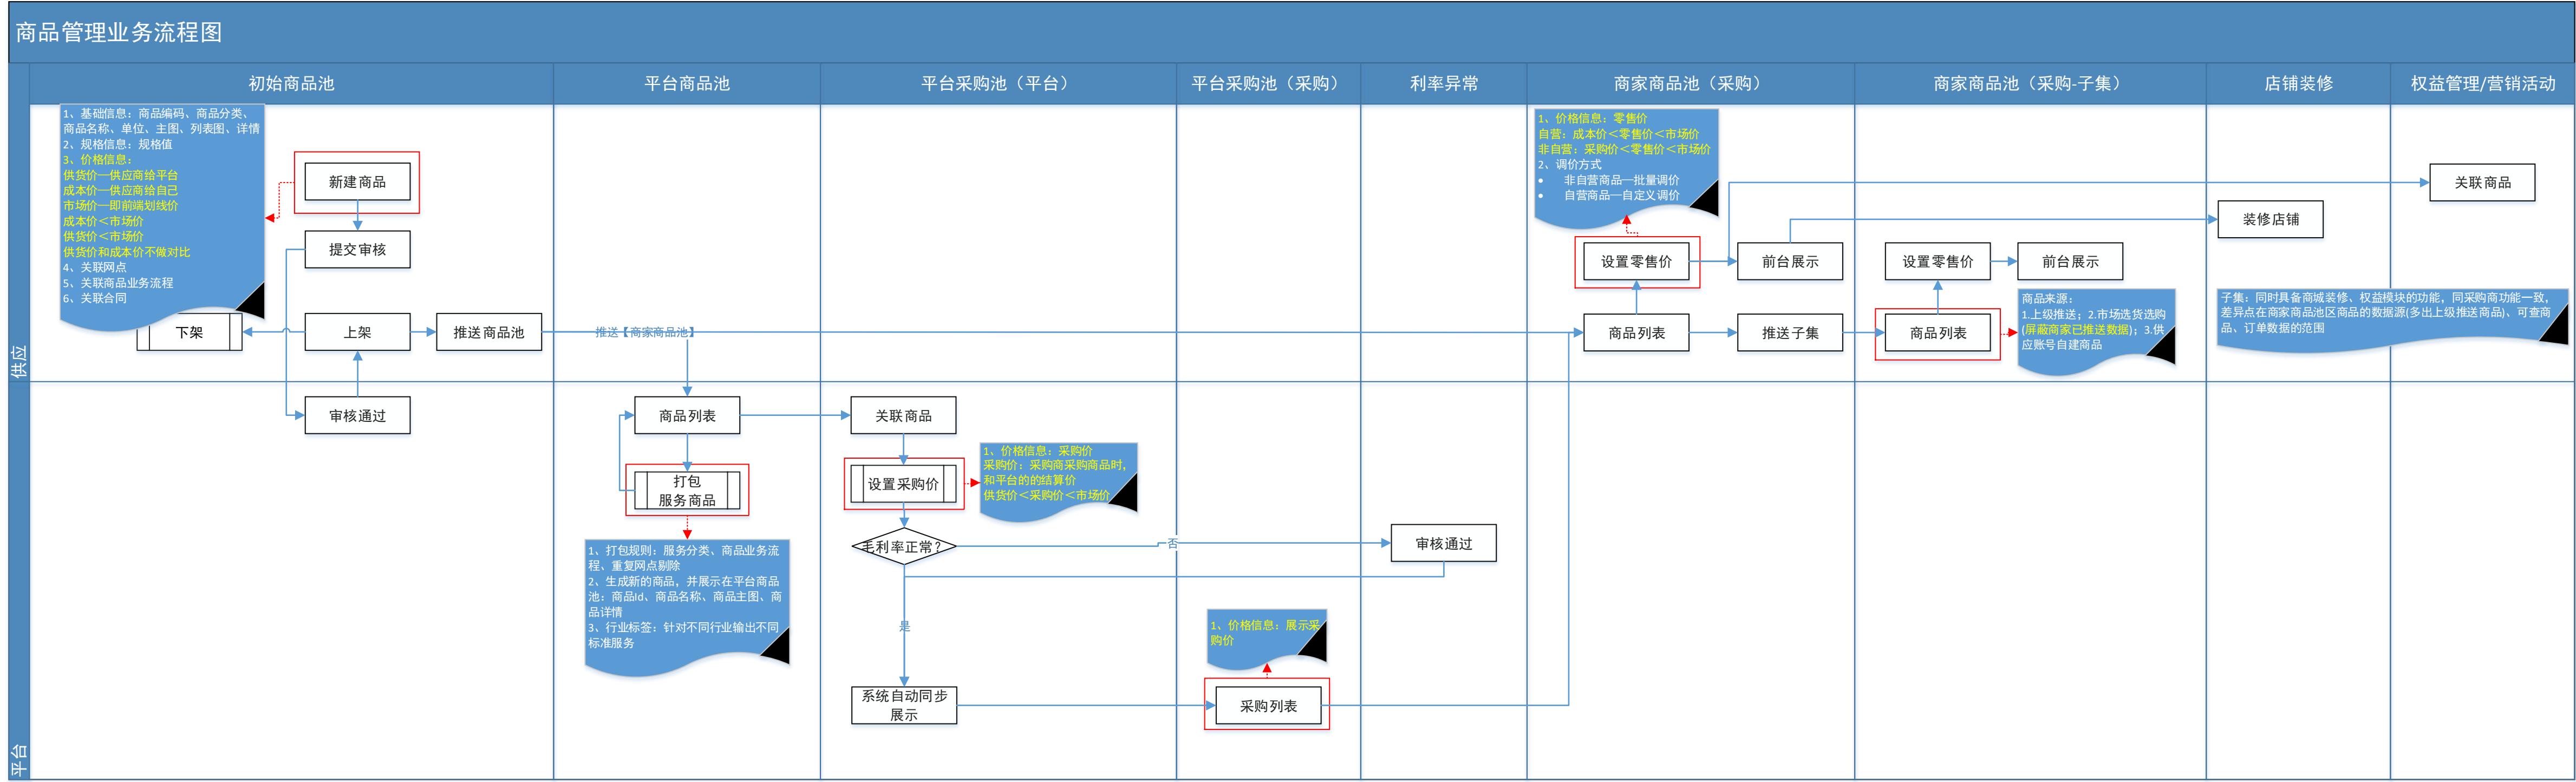 商品管理业务流程图
初始商品池
平台商品池
平台采购池（平台）
平台采购池（采购）
利率异常
商家商品池（采购）
商家商品池（采购-子集）
店铺装修
权益管理/营销活动
供应
1、基础信息：商品编码、商品分类、
商品名称、单位、主图、列表图、详情
2、规格信息：规格值
3、价格信息：
供货价—供应商给平台
成本价—供应商给自己
市场价—即前端划线价
成本价＜市场价
供货价＜市场价
供货价和成本价不做对比
4、关联网点
5、关联商品业务流程
6、关联合同
新建商品
提交审核
下架
上架
推送商品池
推送【商家商品池】
1、价格信息：零售价
自营：成本价＜零售价＜市场价
非自营：采购价＜零售价＜市场价
2、调价方式
• 非自营商品—批量调价
• 自营商品—自定义调价
设置零售价
前台展示
商品列表
推送子集
设置零售价
前台展示
商品列表
商品来源：
1.上级推送；2.市场选货选购
(屏蔽商家已推送数据)；3.供
应账号自建商品
装修店铺
关联商品
子集：同时具备商城装修、权益模块的功能，同采购商功能一致，
差异点在商家商品池区商品的数据源(多出上级推送商品)、可查商
品、订单数据的范围
平台
审核通过
商品列表
打包
服务商品
1、打包规则：服务分类、商品业务流
程、重复网点剔除
2、生成新的商品，并展示在平台商品
池：商品Id、商品名称、商品主图、商
品详情
3、行业标签：针对不同行业输出不同
标准服务
关联商品
设置采购价
1、价格信息：采购价
采购价：采购商采购商品时，
和平台的的结算价
供货价＜采购价＜市场价
毛利率正常?
否
是
审核通过
系统自动同步
展示
1、价格信息：展示采
购价
采购列表